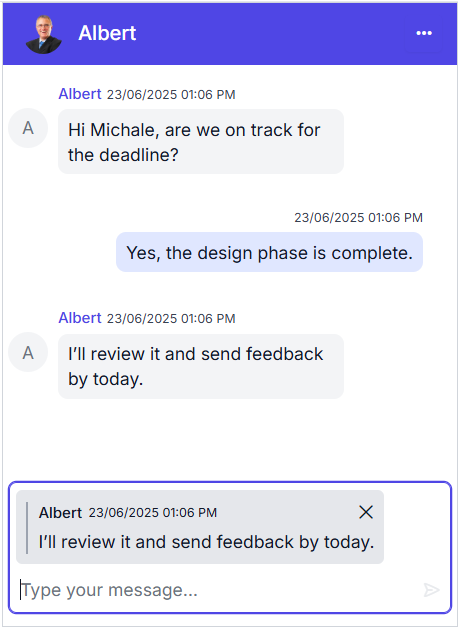 Albert
Albert 23/06/2025 01:06 PM
A
Hi Michale, are we on track for
the deadline?
23/06/2025 01:06 PM
Yes, the design phase is complete.
Albert 23/06/2025 01:06 PM
A
I’ll review it and send feedback
by today.
Albert 23/06/2025 01:06 PM
I’ll review it and send feedback by today.
Type your message...